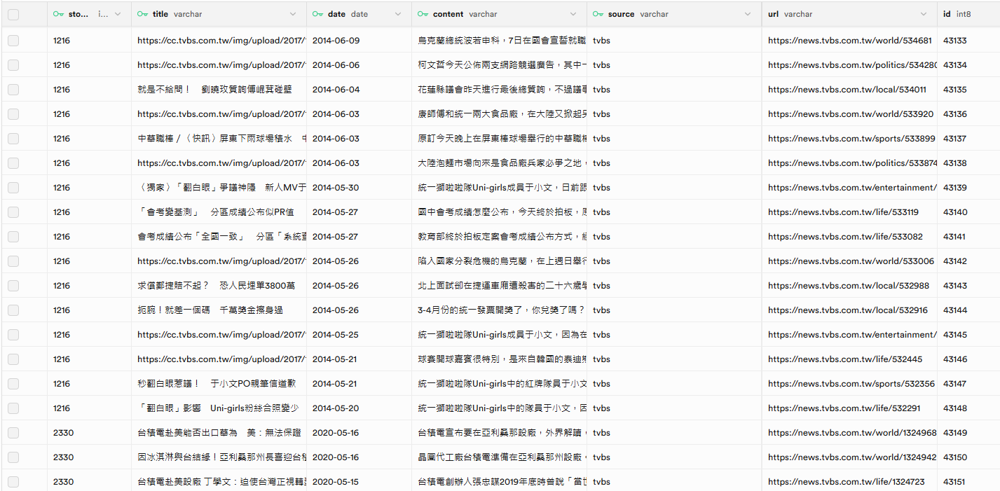 sto... i... title varchar date date content varchar source varchar url varchar id int8
1216 https://cc.tvbs.com.tw/img/upload/2017/ 2014-06-09 烏克蘭總統波若申科，7日在國會宣誓就職 tvbs https://news.tvbs.com.tw/world/534681 43133
1216 https://cc.tvbs.com.tw/img/upload/2017/ 2014-06-06 柯文哲今天公佈兩支網路競選廣告，其中一 tvbs https://news.tvbs.com.tw/politics/534280 43134
1216 就是不給問！　劉曉玫質詢傅崐萁碰壁 2014-06-04 花蓮縣議會昨天進行最後總質詢，不過議事 tvbs https://news.tvbs.com.tw/local/534011 43135
1216 https://cc.tvbs.com.tw/img/upload/2017/ 2014-06-03 康師傅和統一兩大食品廠，在大陸又掀起另 tvbs https://news.tvbs.com.tw/world/533920 43136
1216 中華職棒／〈快訊〉屏東下雨球場積水　中 2014-06-03 原訂今天晚上在屏東棒球場舉行的中華職棒 tvbs https://news.tvbs.com.tw/sports/533899 43137
1216 https://cc.tvbs.com.tw/img/upload/2017/ 2014-06-03 大陸泡麵市場向來是食品廠兵家必爭之地， tvbs https://news.tvbs.com.tw/politics/533874 43138
1216 〈獨家〉「翻白眼」爭議神隱　新人MV于 2014-05-30 統一獅啦啦隊Uni-girls成員于小文，日前跟 tvbs https://news.tvbs.com.tw/entertainment/ 43139
1216 「會考變基測」　分區成績公布似PR值 2014-05-27 國中會考成績怎麼公布，今天終於拍板，原 tvbs https://news.tvbs.com.tw/life/533119 43140
1216 會考成績公布「全國一致」　分區「系統查 2014-05-27 教育部終於拍板定案會考成績公布方式，經 tvbs https://news.tvbs.com.tw/life/533082 43141
1216 https://cc.tvbs.com.tw/img/upload/2017/ 2014-05-26 陷入國家分裂危機的烏克蘭，在上週日舉行 tvbs https://news.tvbs.com.tw/world/533006 43142
1216 求償鄭捷賠不起？　恐人民埋單3800萬 2014-05-26 北上面試卻在捷運車廂遭殺害的二十六歲學 tvbs https://news.tvbs.com.tw/local/532988 43143
1216 扼腕！就差一個碼　千萬獎金擦身過 2014-05-26 3-4月份的統一發票開獎了，你兌獎了嗎？ tvbs https://news.tvbs.com.tw/local/532916 43144
1216 https://cc.tvbs.com.tw/img/upload/2017/ 2014-05-25 統一獅啦啦隊Uni-girls成員于小文，因為在 tvbs https://news.tvbs.com.tw/entertainment/ 43145
1216 https://cc.tvbs.com.tw/img/upload/2017/ 2014-05-21 球賽開球嘉賓很特別，是來自韓國的泰迪熊 tvbs https://news.tvbs.com.tw/life/532445 43146
1216 秒翻白眼惹議！　于小文PO親筆信道歉 2014-05-21 統一獅啦啦隊Uni-girls中的紅牌隊員于小文 tvbs https://news.tvbs.com.tw/sports/532356 43147
1216 「翻白眼」影響　Uni-girls粉絲合照變少 2014-05-20 統一獅啦啦隊Uni-girls中的隊員于小文，因 tvbs https://news.tvbs.com.tw/life/532291 43148
2330 台積電赴美能否出口華為　美：無法保證 2020-05-16 台積電宣布要在亞利桑那設廠，外界解讀， tvbs https://news.tvbs.com.tw/world/1324968 43149
2330 因冰淇淋與台結緣！亞利桑那州長喜迎台積 2020-05-16 晶圓代工廠台積電準備在亞利桑那州設廠。 tvbs https://news.tvbs.com.tw/world/1324942 43150
2330 台積電赴美設廠 丁學文：迫使台灣正視轉型 2020-05-15 台積電創辦人張忠謀2019年底時曾說「當世 tvbs https://news.tvbs.com.tw/life/1324723 43151